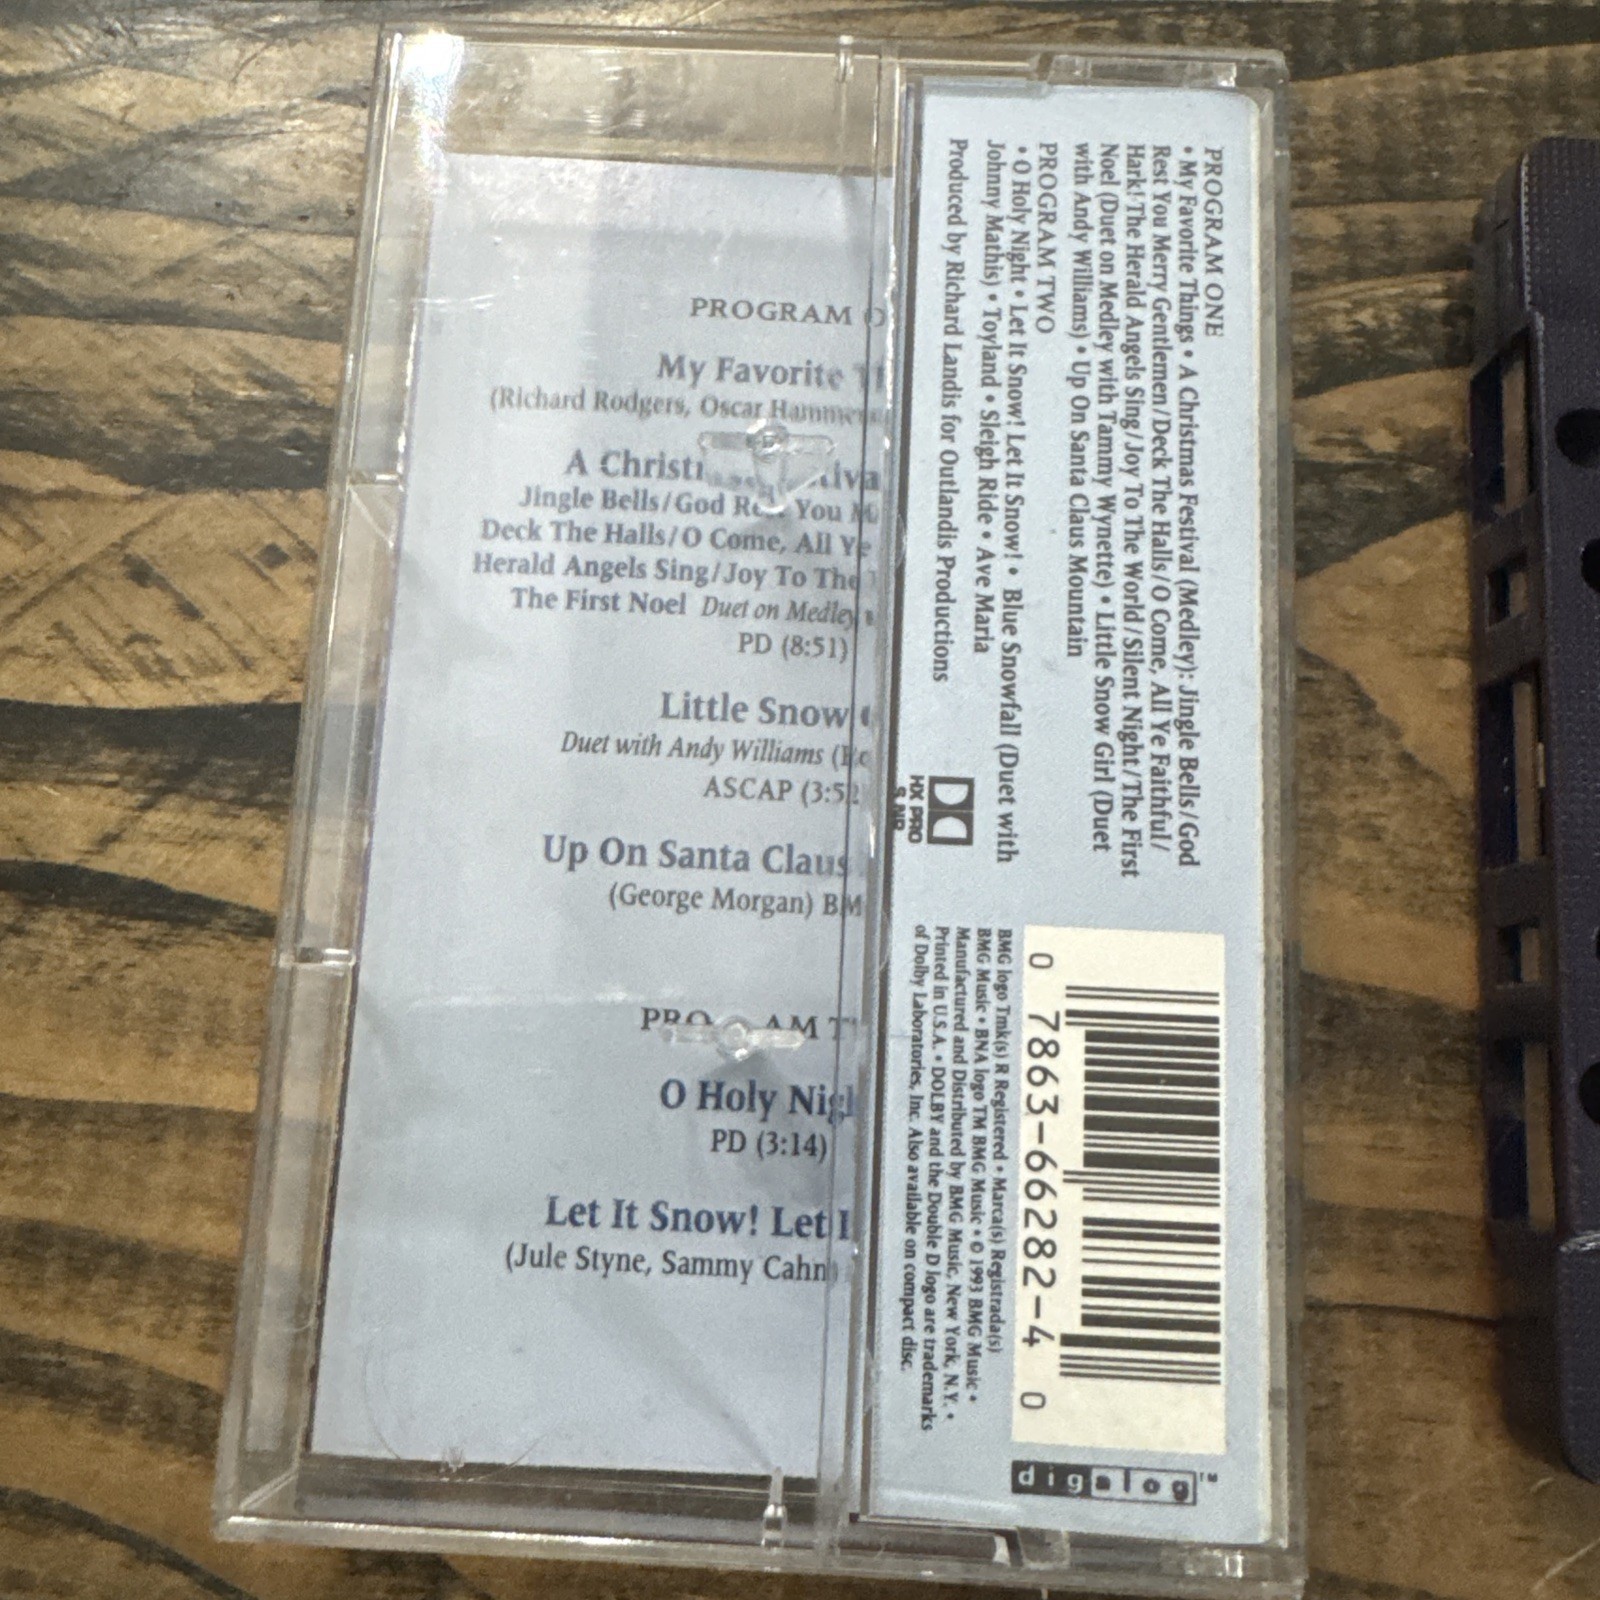 PROGRAM
My Favorite
(Richard Rodgers, Oscar
A
Jingle Bells/God You
Deck The Halls/O Come, All Ye
Herald Angels Sing/Joy To The
The First Noel Duet on Medley
PD (8:51)
Little Snow
Duet with Andy Williams
ASCAP (3:52
Up On Santa Claus
(George Morgan)
O Holy
PD (3:14)
Let It Snow! Let
(Jule Styne, Sammy Cahn)
PROGRAM ONE
• My Favorite Things • A Christmas Festival (Medley): Jingle Bells/God
Rest You Merry Gentlemen/Deck The Halls/O Come, All Ye Faithful/
Hark! The Herald Angels Sing/Joy To The World/Silent Night/The First
Noel (Duet on Medley with Tammy Wynette) • Little Snow Girl (Duet
with Andy Williams) • Up On Santa Claus Mountain
PROGRAM TWO
• O Holy Night • Let It Snow! Let It Snow! Let It Snow! • Blue Snowfall (Duet with
Johnny Mathis) • Toyland • Sleigh Ride • Ave Maria
Produced by Richard Landis for Outlandis Productions
HX PRO
0 7863-66282-4 0
BMG logo Tmk(s) R Registered • Marca(s) Registrada(s)
BMG Music • BNA logo TM BMG Music • © 1993 BMG Music •
Manufactured and Distributed by BMG Music, New York, N.Y. •
Printed in U.S.A. • DOLBY and the Double D logo are trademarks
of Dolby Laboratories, Inc. Also available on compact disc.
digalog™